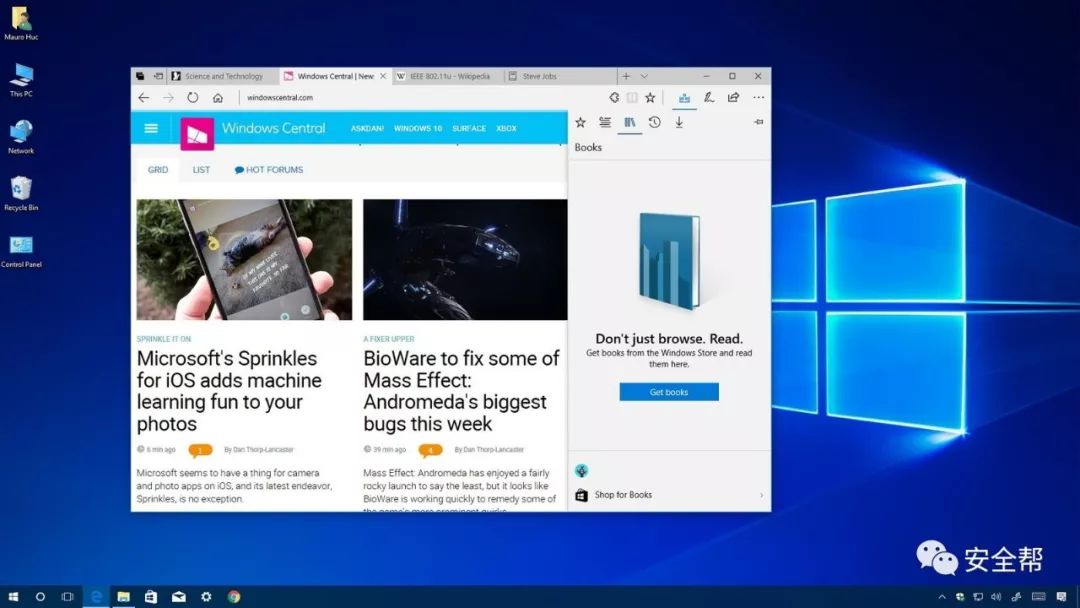 Mauro Huc
This PC
Network
Recycle Bin
Control Panel
Science and Technology
Windows Central | New
IEEE 802.11u - Wikipedia
Steve Jobs
windowscentral.com
Windows Central
ASKDAN!
WINDOWS 10
SURFACE
XBOX
GRID
LIST
HOT FORUMS
Books
SPRINKLE IT ON
Microsoft's Sprinkles
for iOS adds machine
learning fun to your
photos
6 min ago
1
By Dan Thorp-Lancaster
Microsoft seems to have a thing for camera
and photo apps on iOS, and its latest endeavor,
Sprinkles, is no exception.
A FIXER UPPER
BioWare to fix some of
Mass Effect:
Andromeda's biggest
bugs this week
39 min ago
4
By Dan Thorp-Lancaster
Mass Effect: Andromeda has enjoyed a fairly
rocky launch to say the least, but it looks like
BioWare is working quickly to remedy some of
the game's more prominent quirks.
Don't just browse. Read.
Get books from the Windows Store and read
them here.
Get books
Shop for Books
安全帮